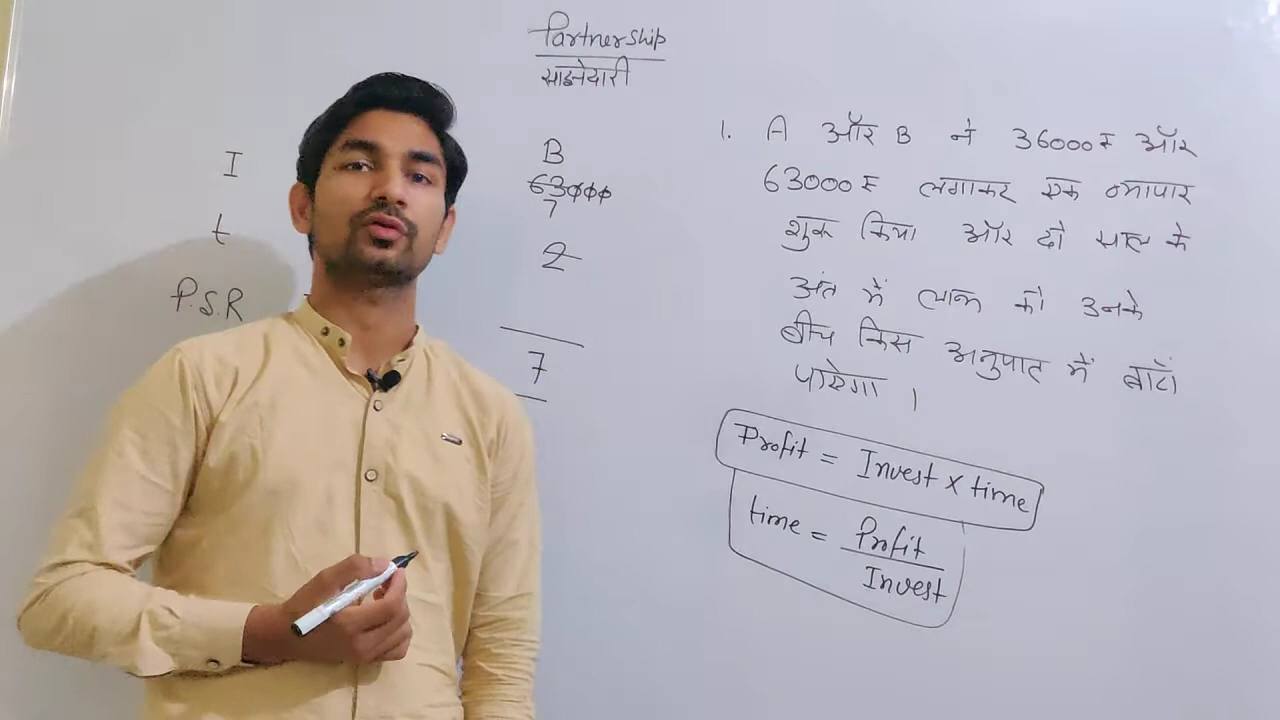 Partnership
साझेदारी
I
B
63000
7
t
2
P.S.R
7
1. A और B ने 36000₹ और
63000₹ लगाकर एक व्यापार
शुरू किया और दो साल के
अंत में लाभ को उनके
बीच किस अनुपात में बाँटा
जायेगा ।
Profit = Invest × time
time = Profit / Invest